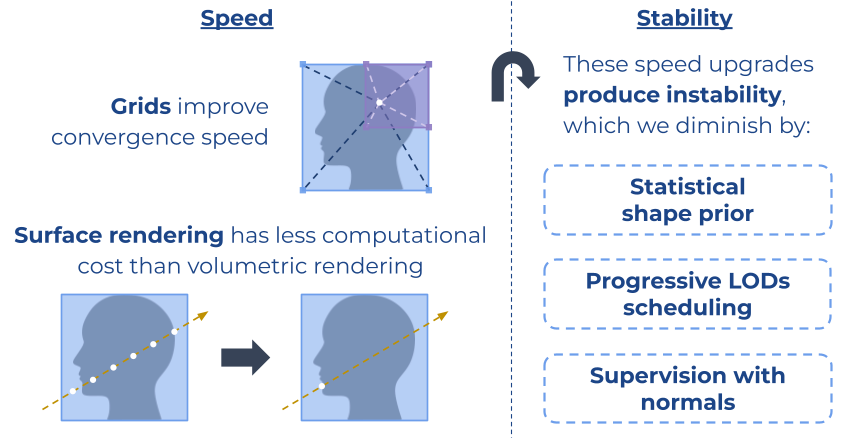 Speed
Grids improve
convergence speed
Surface rendering has less computational
cost than volumetric rendering
Stability
These speed upgrades
produce instability,
which we diminish by:
Statistical
shape prior
Progressive LODs
scheduling
Supervision with
normals